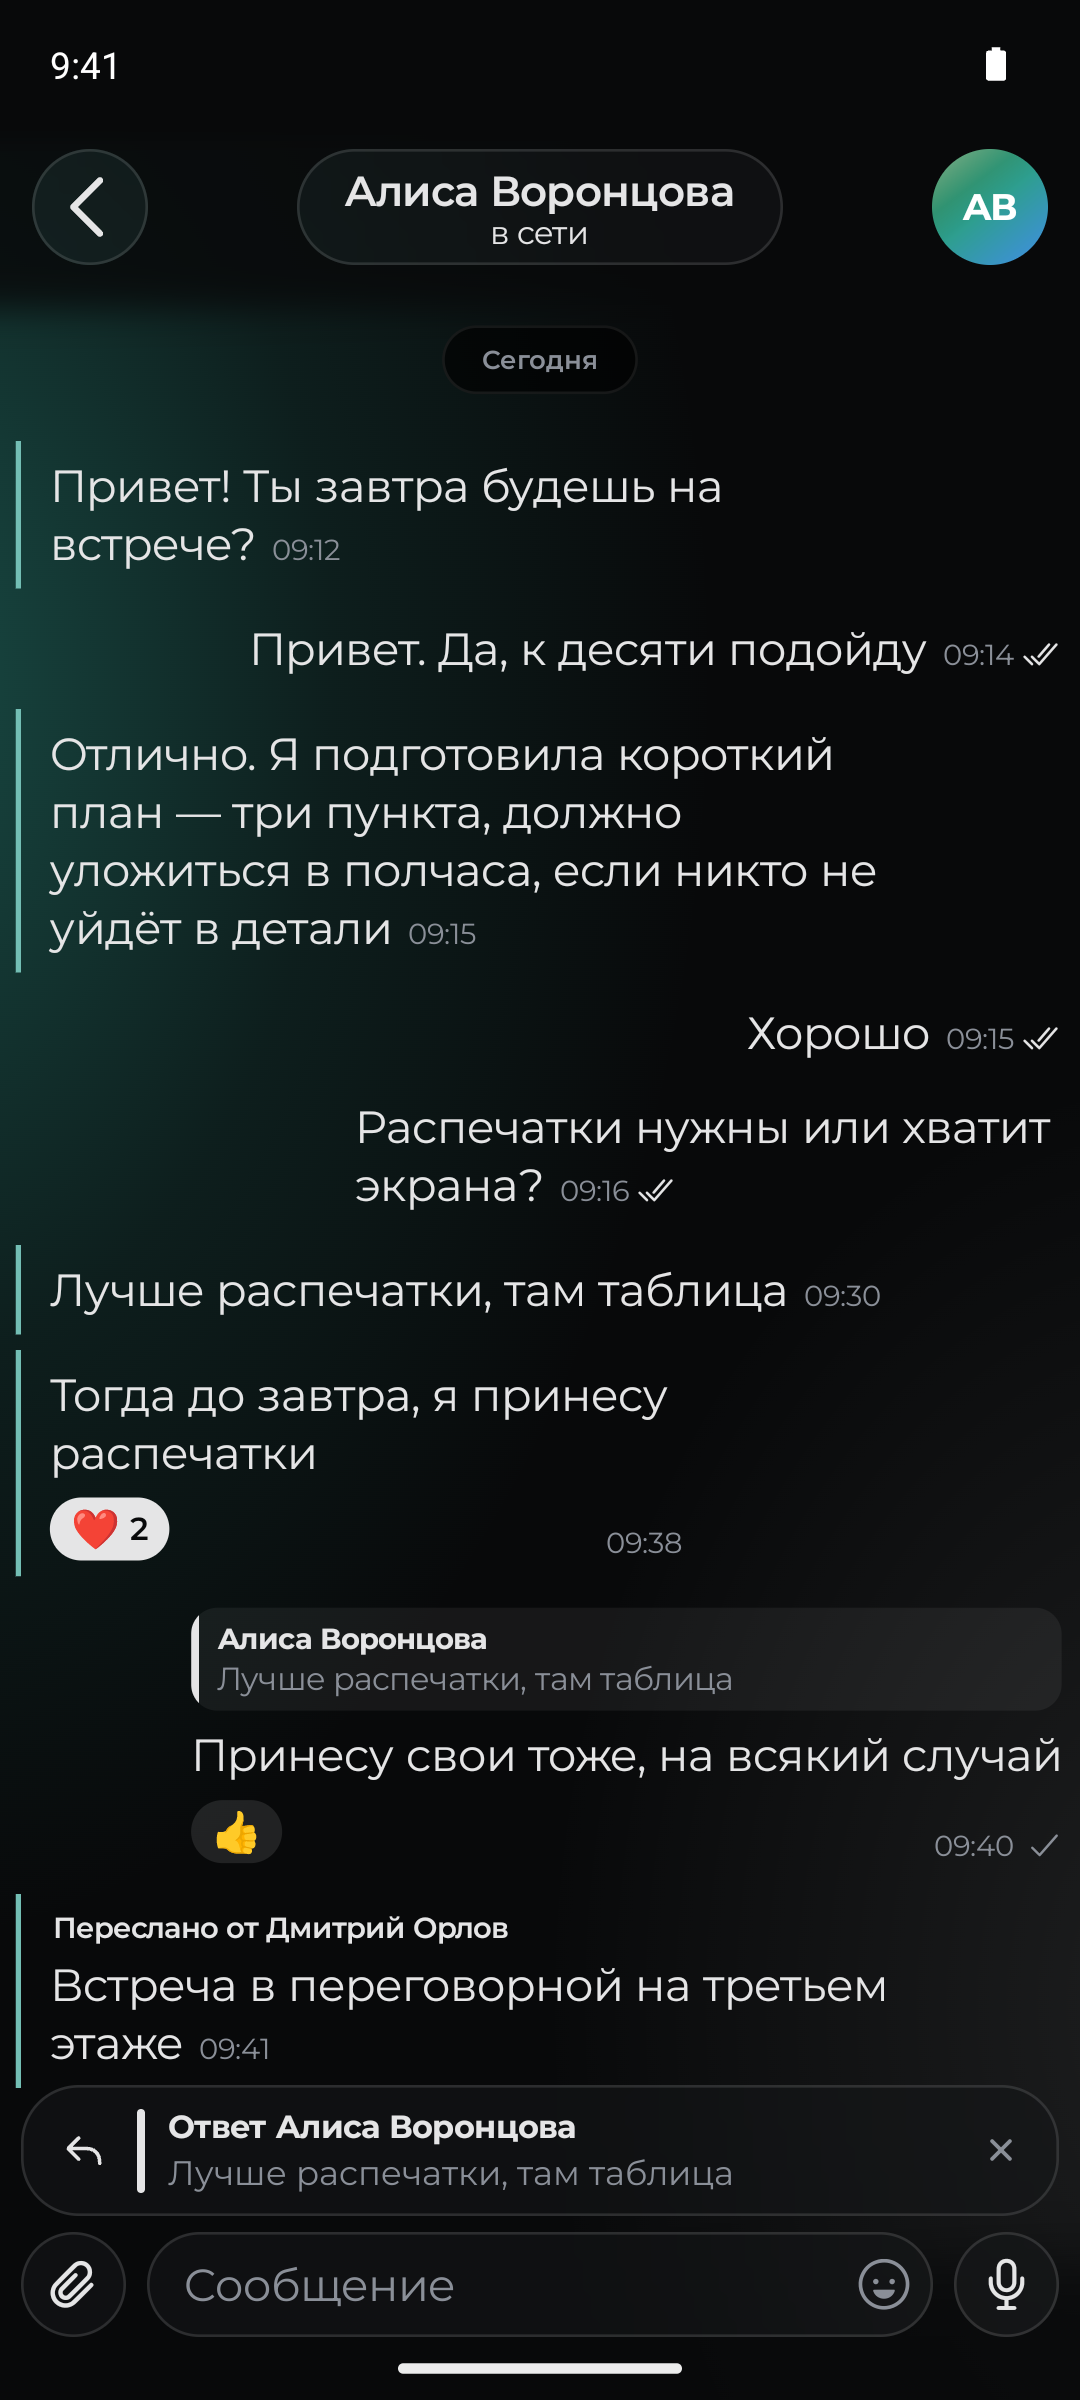 9:41
Алиса Воронцова
в сети
АВ
Сегодня
Привет! Ты завтра будешь на
встрече? 09:12
Привет. Да, к десяти подойду 09:14
Отлично. Я подготовила короткий
план — три пункта, должно
уложиться в полчаса, если никто не
уйдёт в детали 09:15
Хорошо 09:15
Распечатки нужны или хватит
экрана? 09:16
Лучше распечатки, там таблица 09:30
Тогда до завтра, я принесу
распечатки
❤️ 2
09:38
Алиса Воронцова
Лучше распечатки, там таблица
Принесу свои тоже, на всякий случай
👍
09:40
Переслано от Дмитрий Орлов
Встреча в переговорной на третьем
этаже 09:41
Ответ Алиса Воронцова
Лучше распечатки, там таблица
Сообщение